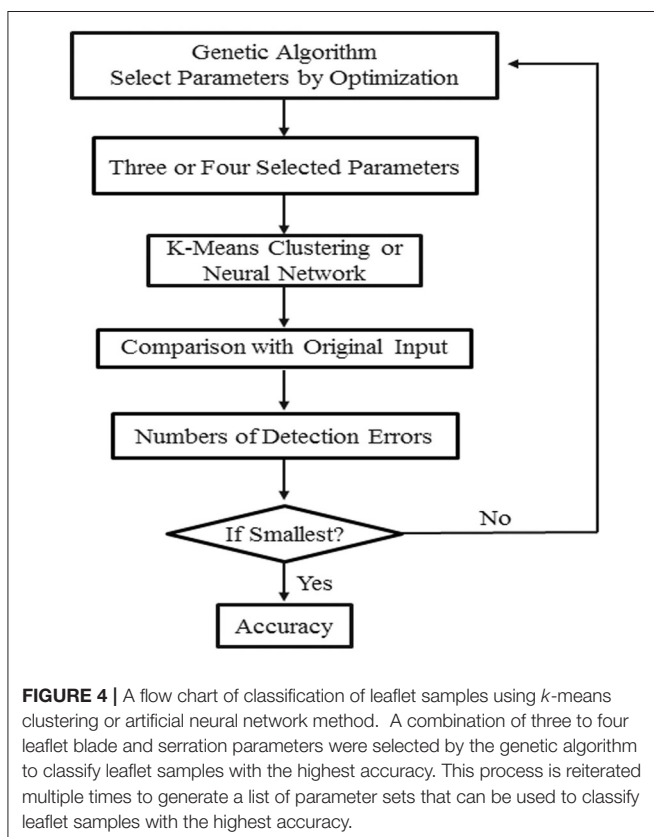 Genetic Algorithm
Select Parameters by Optimization
Three or Four Selected Parameters
K-Means Clustering or
Neural Network
Comparison with Original Input
Numbers of Detection Errors
If Smallest?
No
Yes
Accuracy
FIGURE 4 | A flow chart of classification of leaflet samples using k-means
clustering or artificial neural network method. A combination of three to four
leaflet blade and serration parameters were selected by the genetic algorithm
to classify leaflet samples with the highest accuracy. This process is reiterated
multiple times to generate a list of parameter sets that can be used to classify
leaflet samples with the highest accuracy.